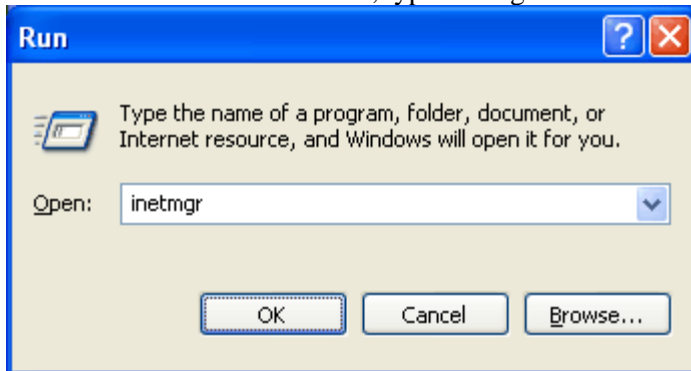 Run
Type the name of a program, folder, document, or
Internet resource, and Windows will open it for you.
Open:
inetmgr
OK
Cancel
Browse...